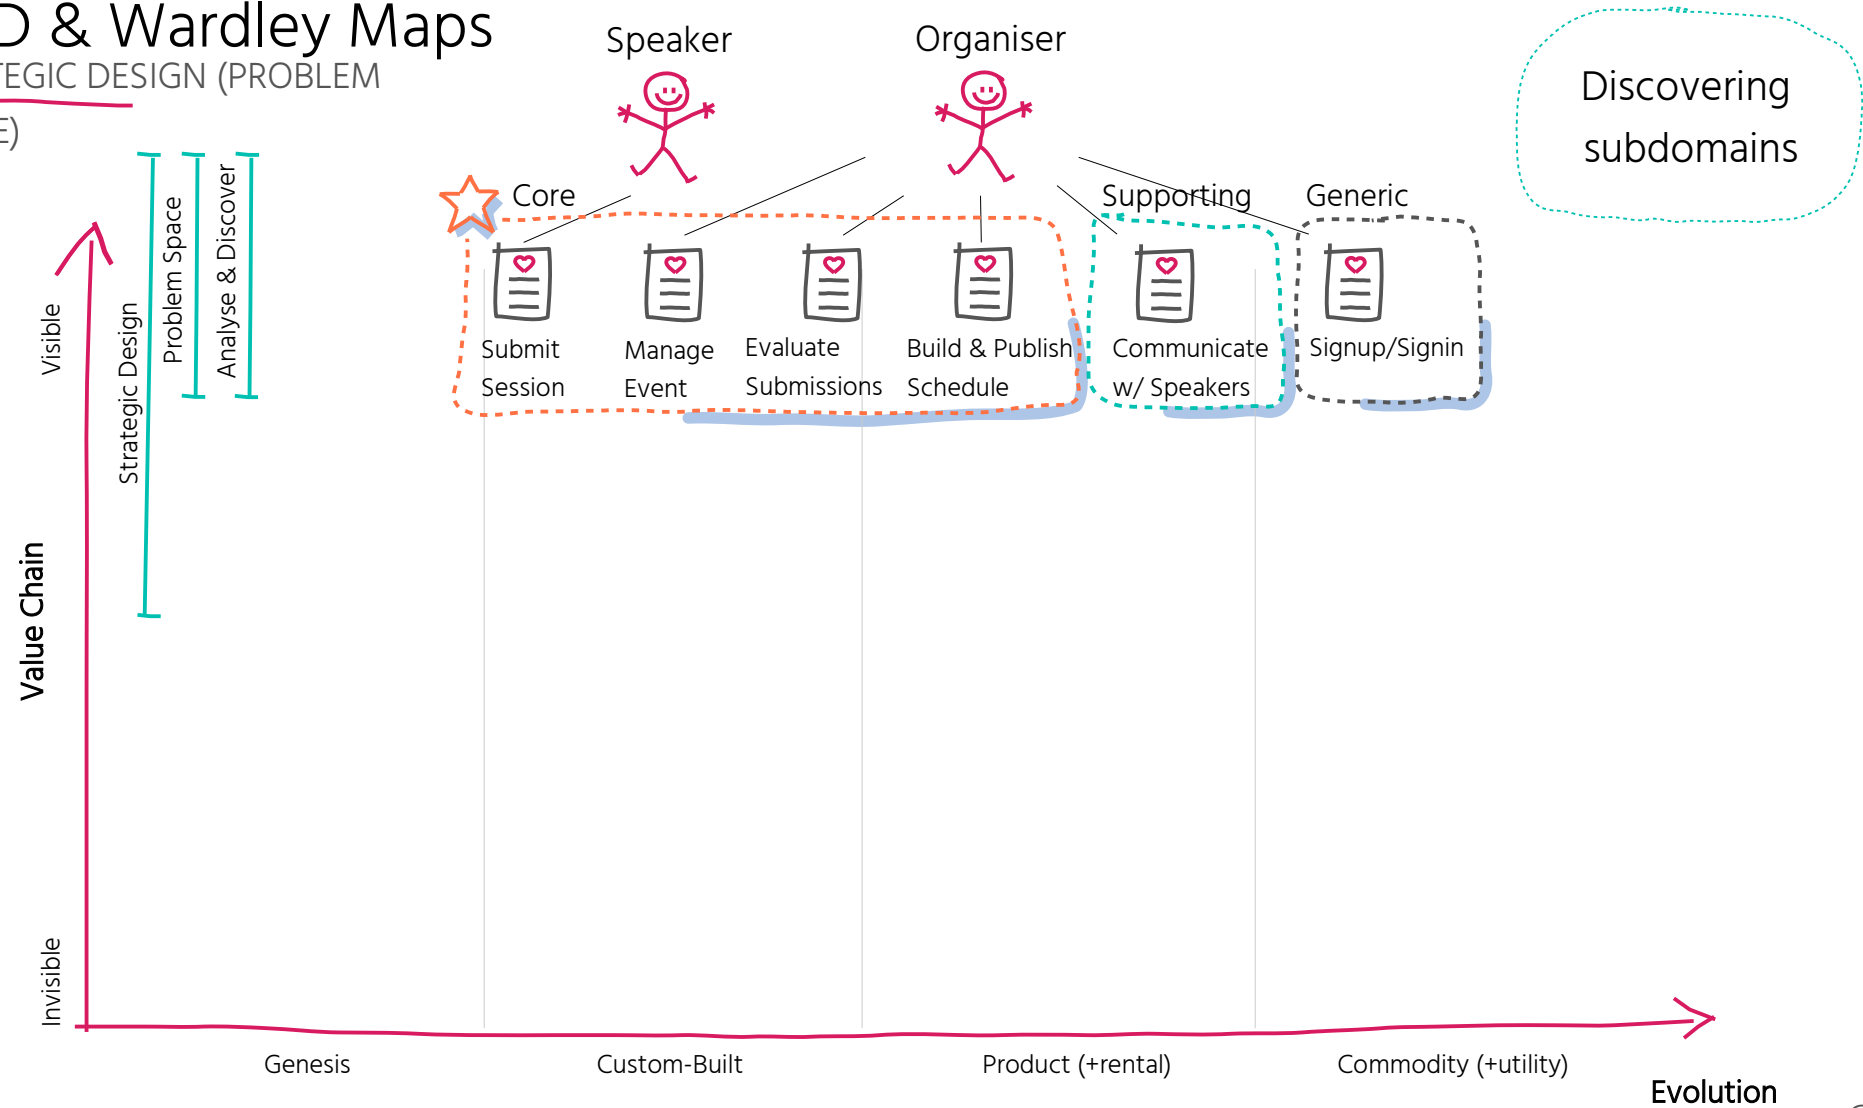 D & Wardley Maps
TEGIC DESIGN (PROBLEM
E)
Speaker
Organiser
Discovering
subdomains
Core
Supporting
Generic
Submit
Session
Manage
Event
Evaluate
Submissions
Build & Publish
Schedule
Communicate
w/ Speakers
Signup/Signin
Visible
Strategic Design
Problem Space
Analyse & Discover
Value Chain
Invisible
Genesis
Custom-Built
Product (+rental)
Commodity (+utility)
Evolution